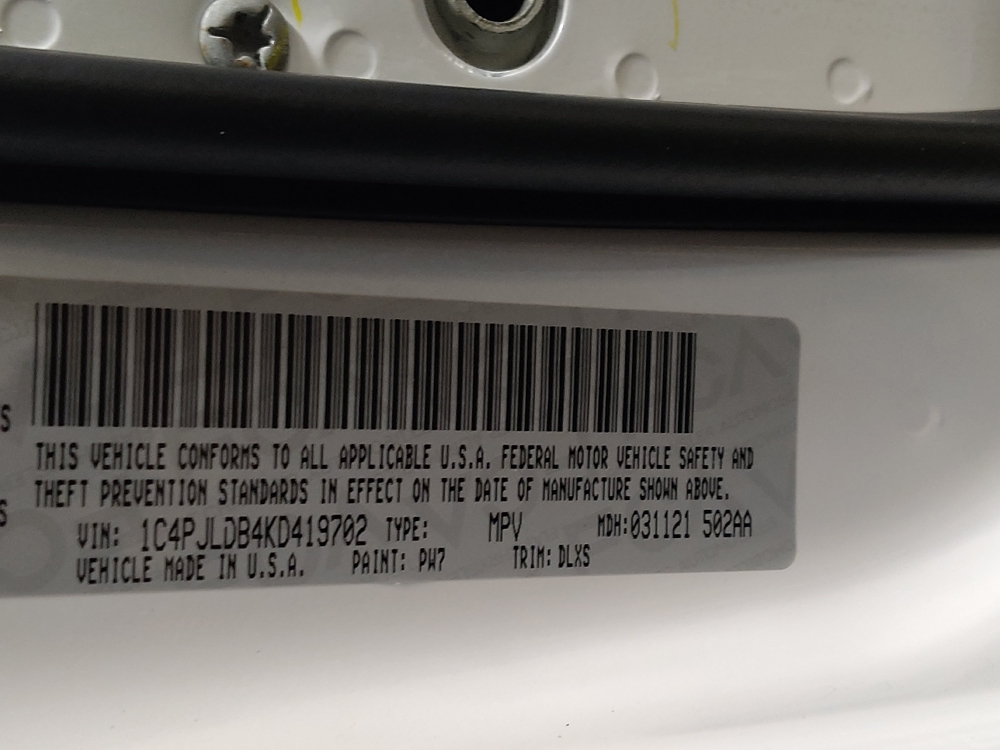 S
THIS VEHICLE CONFORMS TO ALL APPLICABLE U.S.A. FEDERAL MOTOR VEHICLE SAFETY AND
S
THEFT PREVENTION STANDARDS IN EFFECT ON THE DATE OF MANUFACTURE SHOWN ABOVE.
VIN: 1C4PJLDB4KD419702 TYPE: MPV MDH:031121 502AA
VEHICLE MADE IN U.S.A. PAINT: PW7 TRIM: DLXS